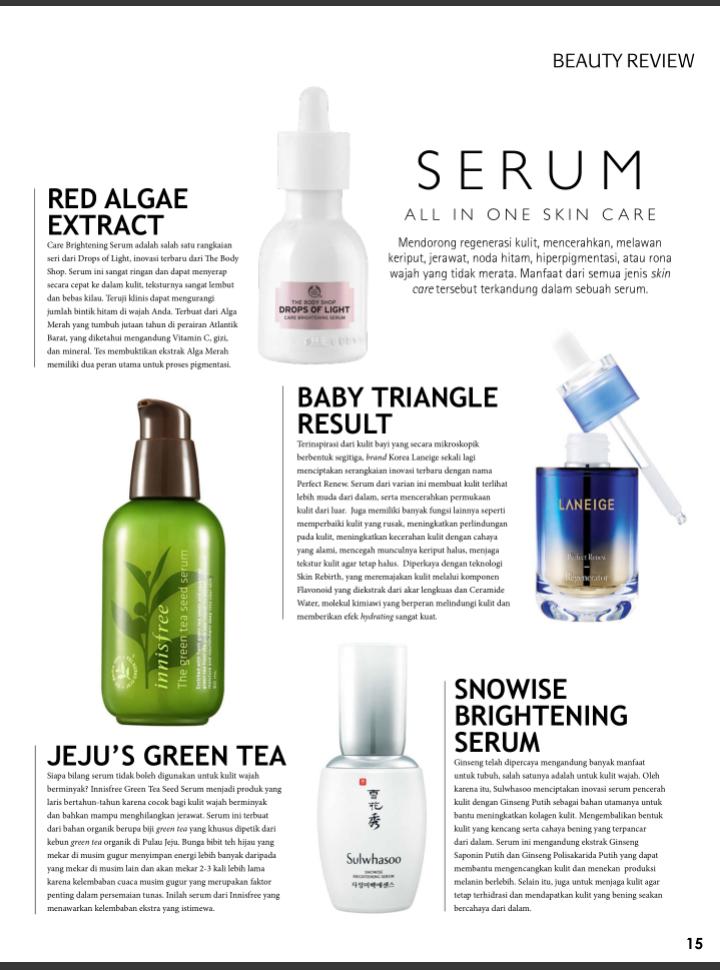 BEAUTY REVIEW
SERUM
ALL IN ONE SKIN CARE
Mendorong regenerasi kulit, mencerahkan, melawan
keriput, jerawat, noda hitam, hiperpigmentasi, atau rona
wajah yang tidak merata. Manfaat dari semua jenis skin
care tersebut terkandung dalam sebuah serum.
RED ALGAE
EXTRACT
Care Brightening Serum adalah salah satu rangkaian
seri dari Drops of Light, inovasi terbaru dari The Body
Shop. Serum ini sangat ringan dan dapat menyerap
secara cepat ke dalam kulit, teksturnya sangat lembut
dan bebas kilau. Teruji klinis dapat mengurangi
jumlah bintik hitam di wajah Anda. Terbuat dari Alga
Merah yang tumbuh jutaan tahun di perairan Atlantik
Barat, yang diketahui mengandung Vitamin C, gizi,
dan mineral. Tes membuktikan ekstrak Alga Merah
memiliki dua peran utama untuk proses pigmentasi.
THE BODY SHOP
DROPS OF LIGHT
CARE BRIGHTENING SERUM
BABY TRIANGLE
RESULT
Terinspirasi dari kulit bayi yang secara mikroskopik
berbentuk segitiga, brand Korea Laneige sekali lagi
menciptakan serangkaian inovasi terbaru dengan nama
Perfect Renew. Serum dari varian ini membuat kulit terlihat
lebih muda dari dalam, serta mencerahkan permukaan
kulit dari luar. Juga memiliki banyak fungsi lainnya seperti
memperbaiki kulit yang rusak, meningkatkan perlindungan
pada kulit, meningkatkan kecerahan kulit dengan cahaya
yang alami, mencegah munculnya keriput halus, menjaga
tekstur kulit agar tetap halus. Diperkaya dengan teknologi
Skin Rebirth, yang meremajakan kulit melalui komponen
Flavonoid yang diekstrak dari akar lengkuas dan Ceramide
Water, molekul kimiawi yang berperan melindungi kulit dan
memberikan efek hydrating sangat kuat.
LANEIGE
Perfect Renew
Regenerator
innisfree
The green tea seed serum
JEJU'S GREEN TEA
Siapa bilang serum tidak boleh digunakan untuk kulit wajah
berminyak? Innisfree Green Tea Seed Serum menjadi produk yang
laris bertahun-tahun karena cocok bagi kulit wajah berminyak
dan bahkan mampu menghilangkan jerawat. Serum ini terbuat
dari bahan organik berupa biji green tea yang khusus dipetik dari
kebun green tea organik di Pulau Jeju. Bunga bibit teh hijau yang
mekar di musim gugur menyimpan energi lebih banyak daripada
yang mekar di musim lain dan akan mekar 2-3 kali lebih lama
karena kelembaban cuaca musim gugur yang merupakan faktor
penting dalam persemaian tunas. Inilah serum dari Innisfree yang
menawarkan kelembaban ekstra yang istimewa.
雪花秀
Sulwhasoo
SNOWISE
BRIGHTENING SERUM
자정미백에센스
SNOWISE
BRIGHTENING
SERUM
Ginseng telah dipercaya mengandung banyak manfaat
untuk tubuh, salah satunya adalah untuk kulit wajah. Oleh
karena itu, Sulwhasoo menciptakan inovasi serum pencerah
kulit dengan Ginseng Putih sebagai bahan utamanya untuk
bantu meningkatkan kolagen kulit. Mengembalikan bentuk
kulit yang kencang serta cahaya bening yang terpancar
dari dalam. Serum ini mengandung ekstrak Ginseng
Saponin Putih dan Ginseng Polisakarida Putih yang dapat
membantu mengencangkan kulit dan menekan produksi
melanin berlebih. Selain itu, juga untuk menjaga kulit agar
tetap terhidrasi dan mendapatkan kulit yang bening seakan
bercahaya dari dalam.
15